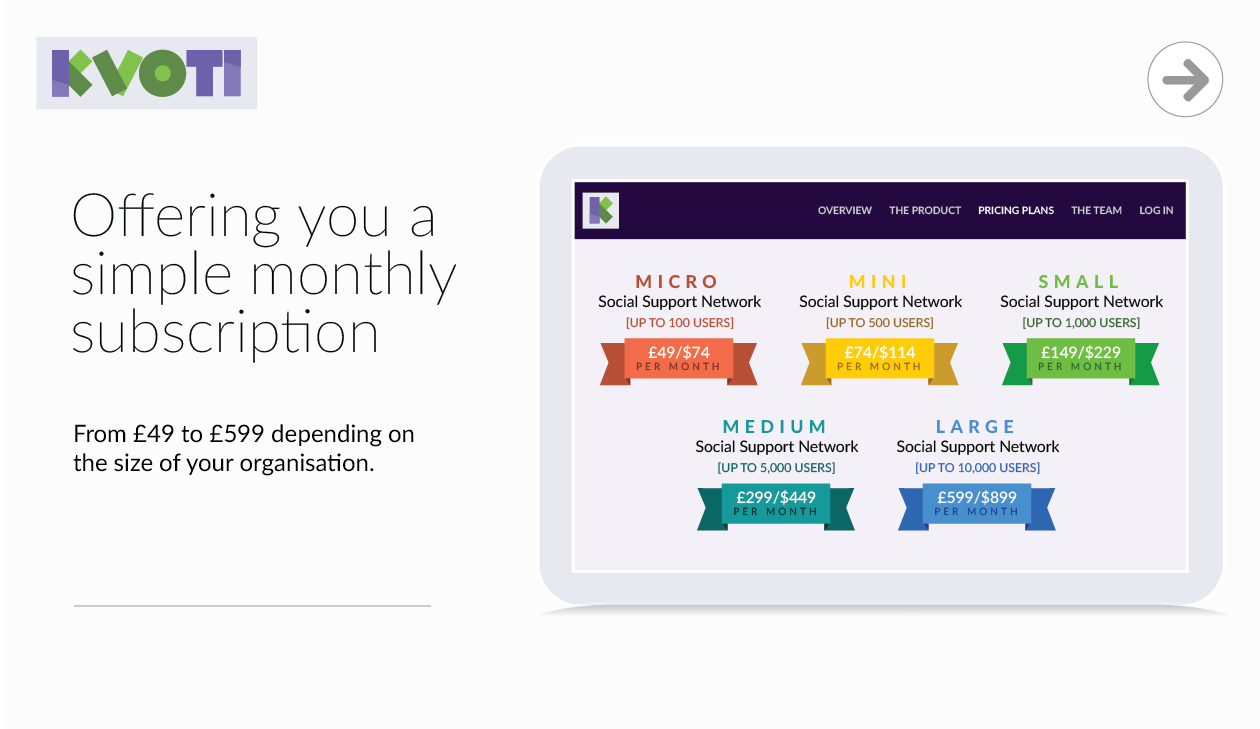 KVOTI
Offering you a
simple monthly
subscription
From £49 to £599 depending on
the size of your organisation.
K
OVERVIEW THE PRODUCT PRICING PLANS THE TEAM LOG IN
MICRO
Social Support Network
[UP TO 100 USERS]
£49/$74
PER MONTH
MINI
Social Support Network
[UP TO 500 USERS]
£74/$114
PER MONTH
SMALL
Social Support Network
[UP TO 1,000 USERS]
£149/$229
PER MONTH
MEDIUM
Social Support Network
[UP TO 5,000 USERS]
£299/$449
PER MONTH
LARGE
Social Support Network
[UP TO 10,000 USERS]
£599/$899
PER MONTH